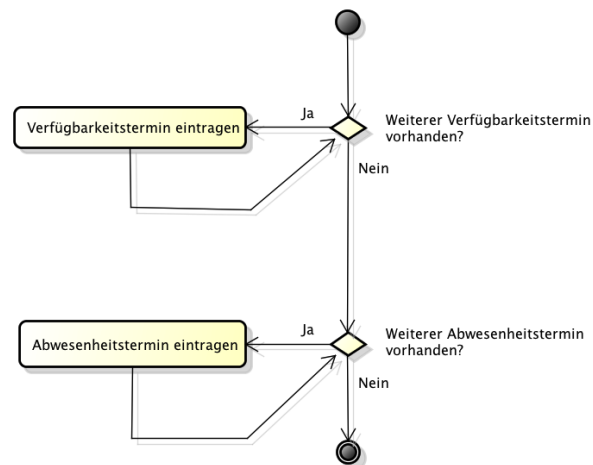 Ja
Weiterer Verfügbarkeitstermin
vorhanden?
Verfügbarkeitstermin eintragen
Nein
Ja
Weiterer Abwesenheitstermin
vorhanden?
Abwesenheitstermin eintragen
Nein